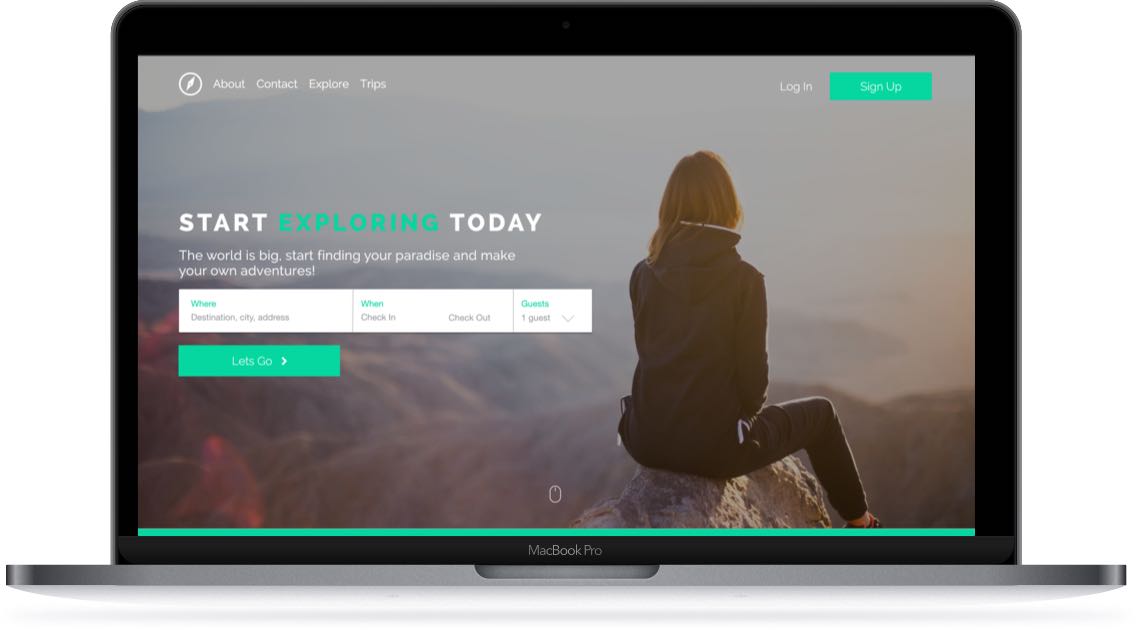 About Contact Explore Trips
Log In Sign Up
START EXPLORING TODAY
The world is big, start finding your paradise and make
your own adventures!
Where When Guests
Destination, city, address Check In Check Out 1 guest
Lets Go
MacBook Pro